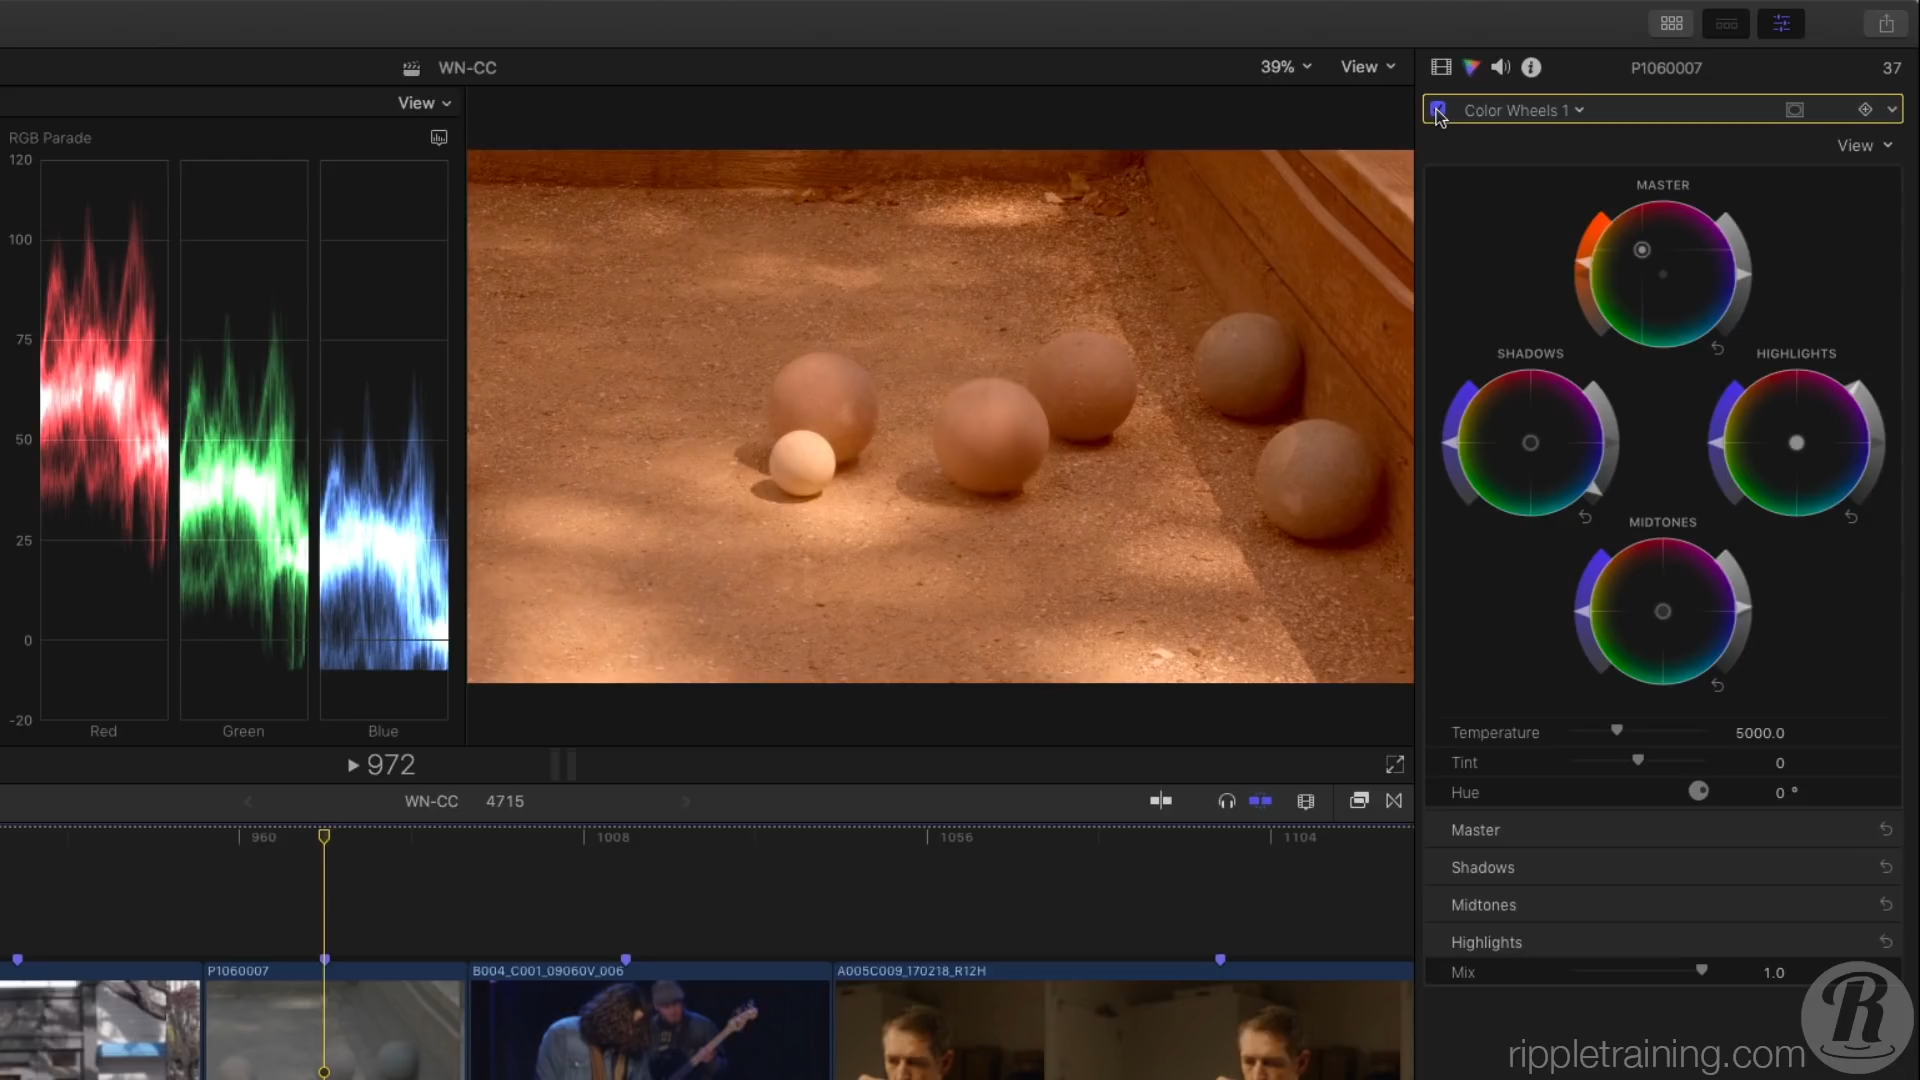 WN-CC
39%
View
P1060007
37
View
Color Wheels 1
RGB Parade
View
120
100
75
50
25
0
-20
Red
Green
Blue
MASTER
SHADOWS
HIGHLIGHTS
MIDTONES
Temperature
5000.0
Tint
0
Hue
0 °
Master
Shadows
Midtones
Highlights
Mix
1.0
972
WN-CC
4715
960
1008
1056
1104
P1060007
B004_C001_09060V_006
A005C009_170218_R12H
R
rippletraining.com